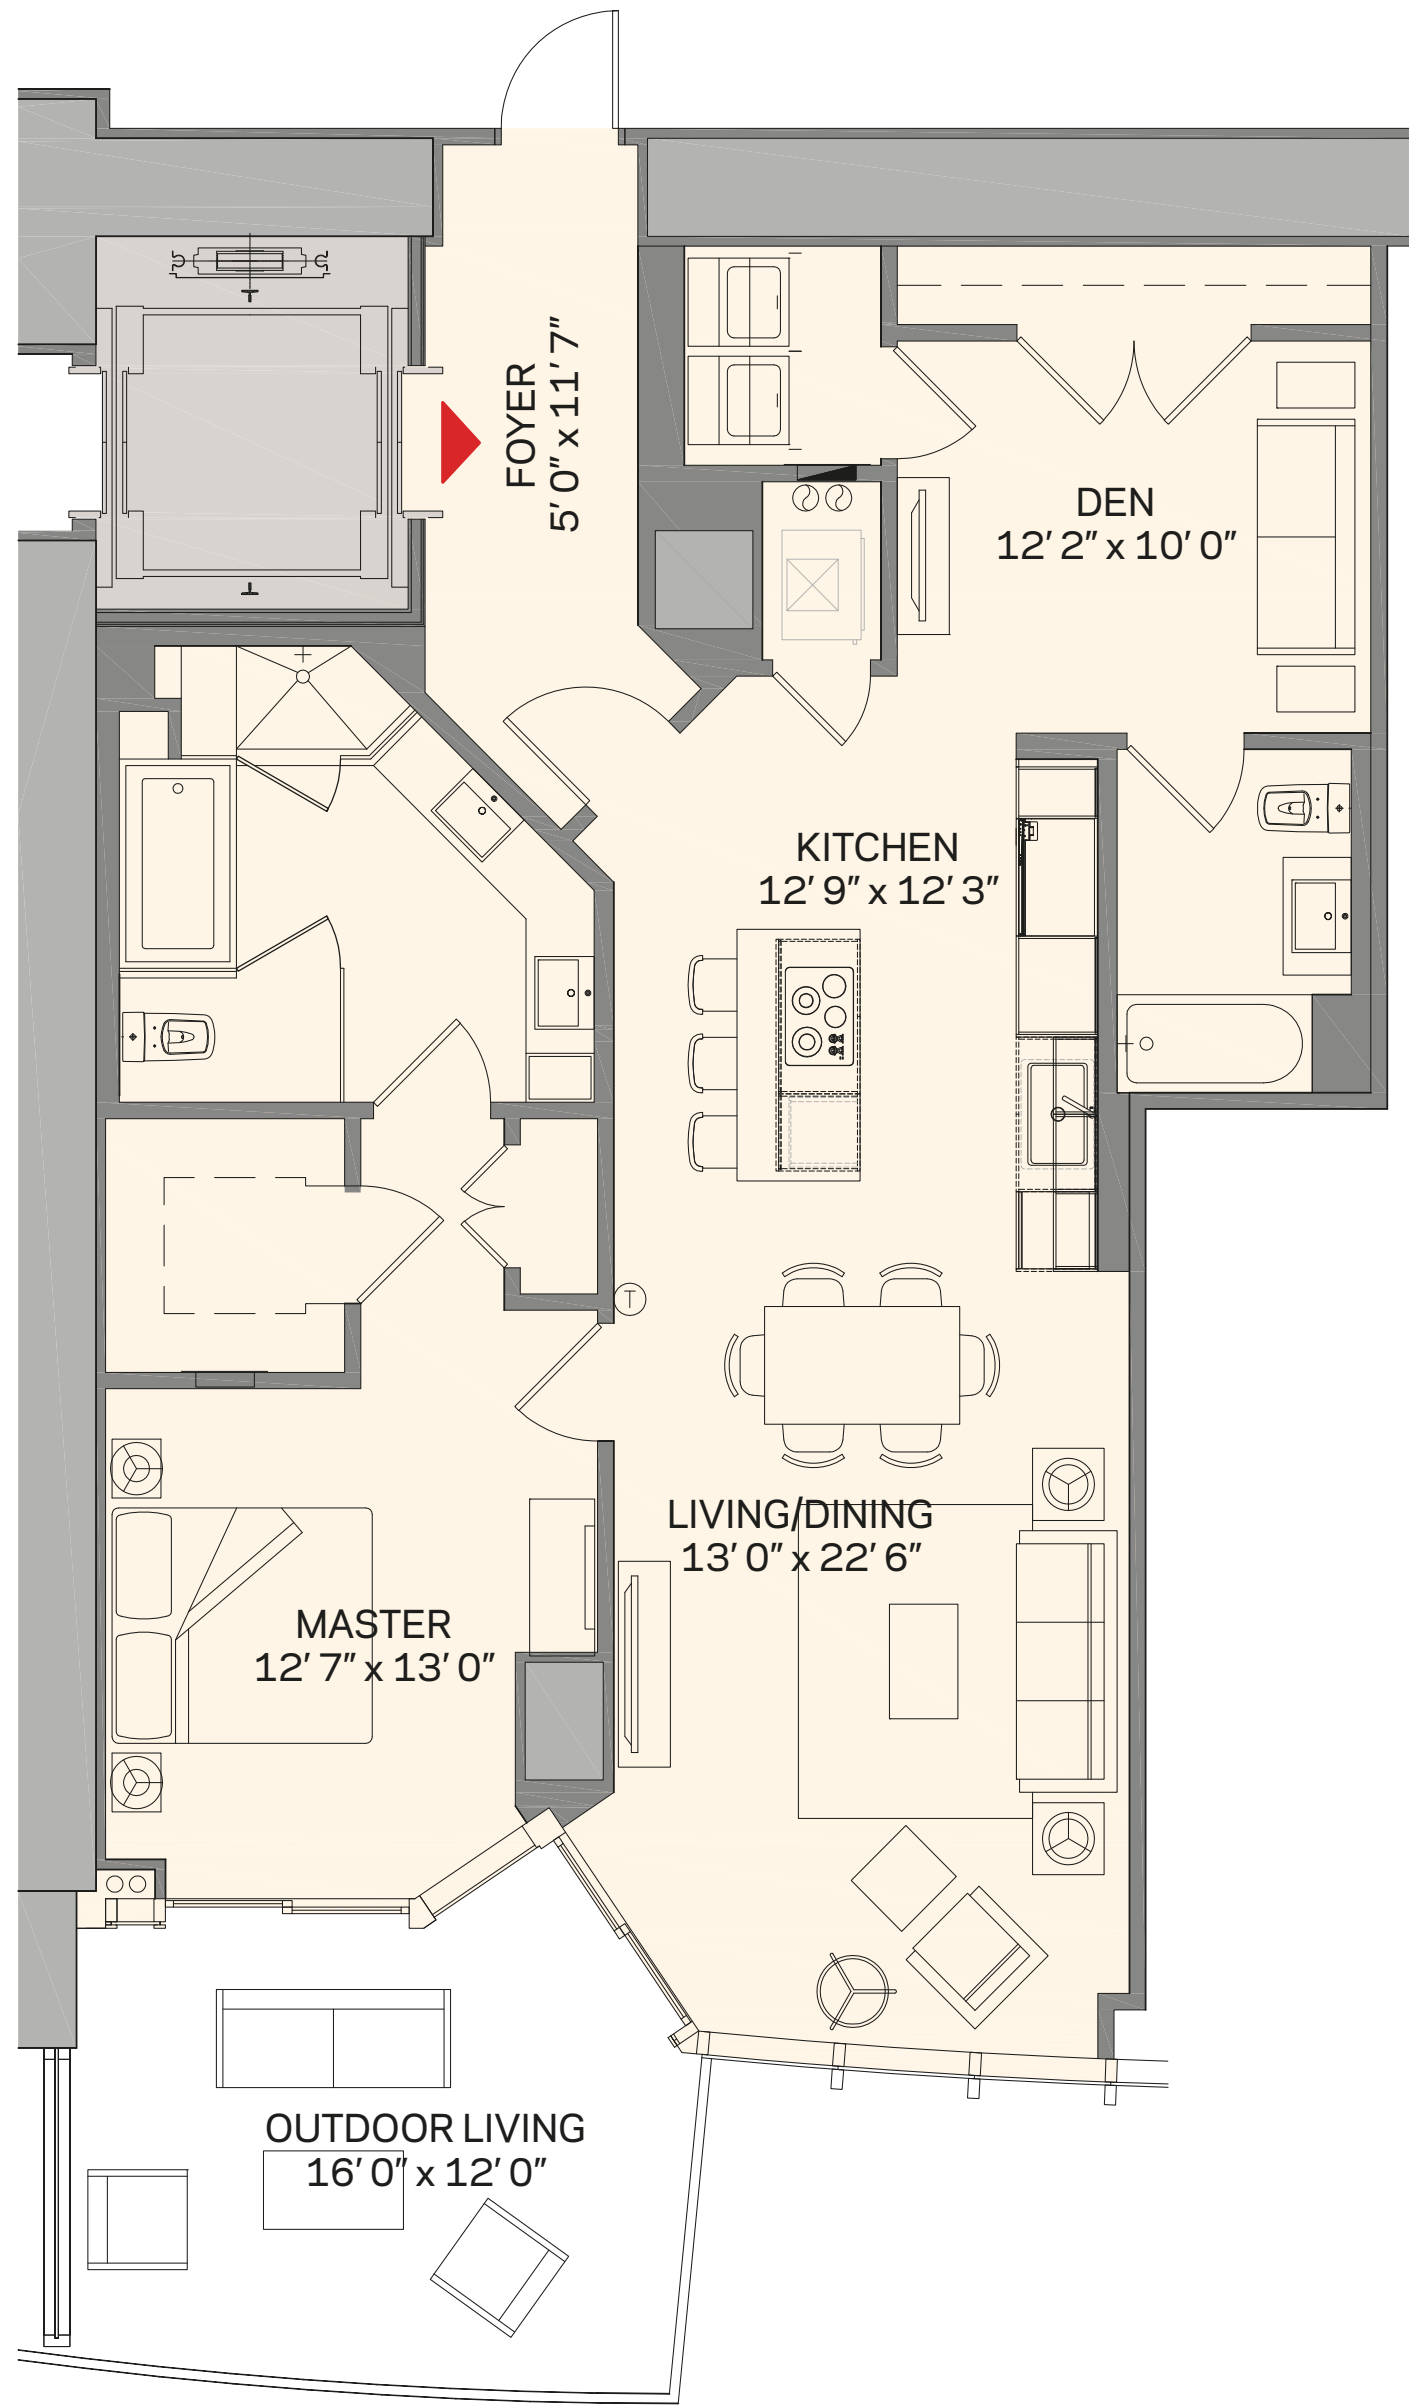 FOYER
5' 0" x 11' 7"
DEN
12' 2" x 10' 0"
KITCHEN
12' 9" x 12' 3"
T
LIVING/DINING
13' 0" x 22' 6"
MASTER
12' 7" x 13' 0"
OUTDOOR LIVING
16' 0" x 12' 0"